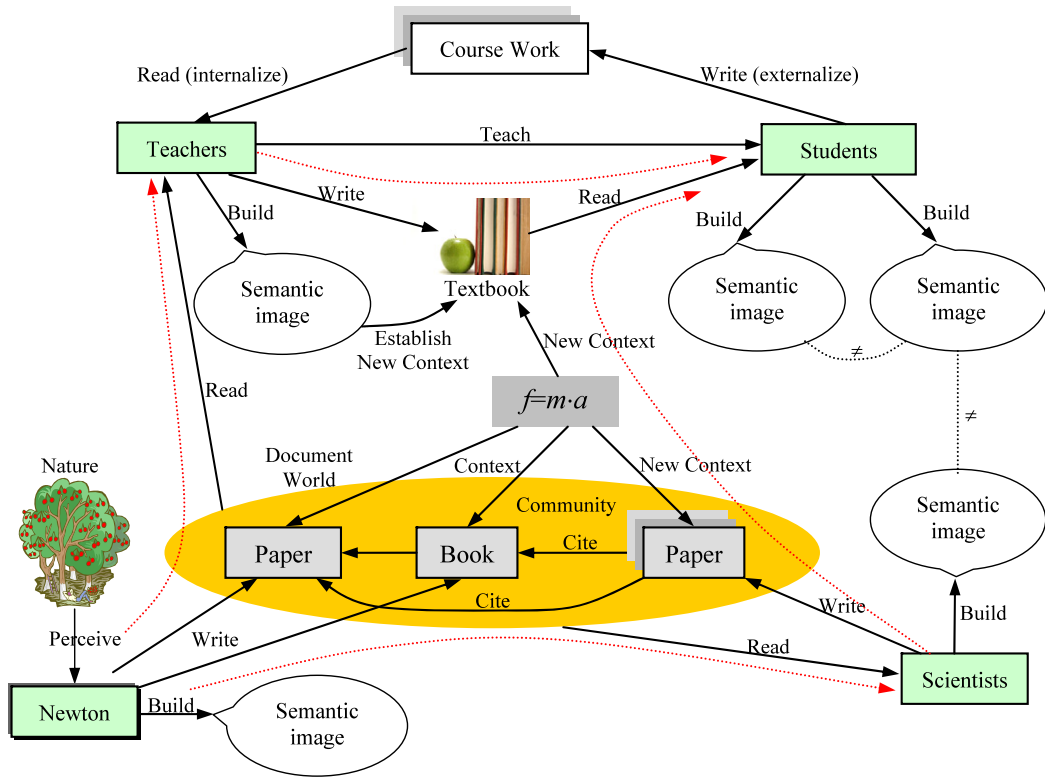 Course Work
Read (internalize)
Write (externalize)
Teachers
Teach
Students
Write
Read
Build
Build
Build
Semantic
image
Textbook
Semantic
image
Semantic
image
Establish
New Context
New Context
≠
Read
f=m·a
≠
Document
World
Context
New Context
Nature
Community
Semantic
image
Paper
Book
Cite
Paper
Cite
Perceive
Write
Write
Build
Read
Newton
Build
Semantic
image
Scientists